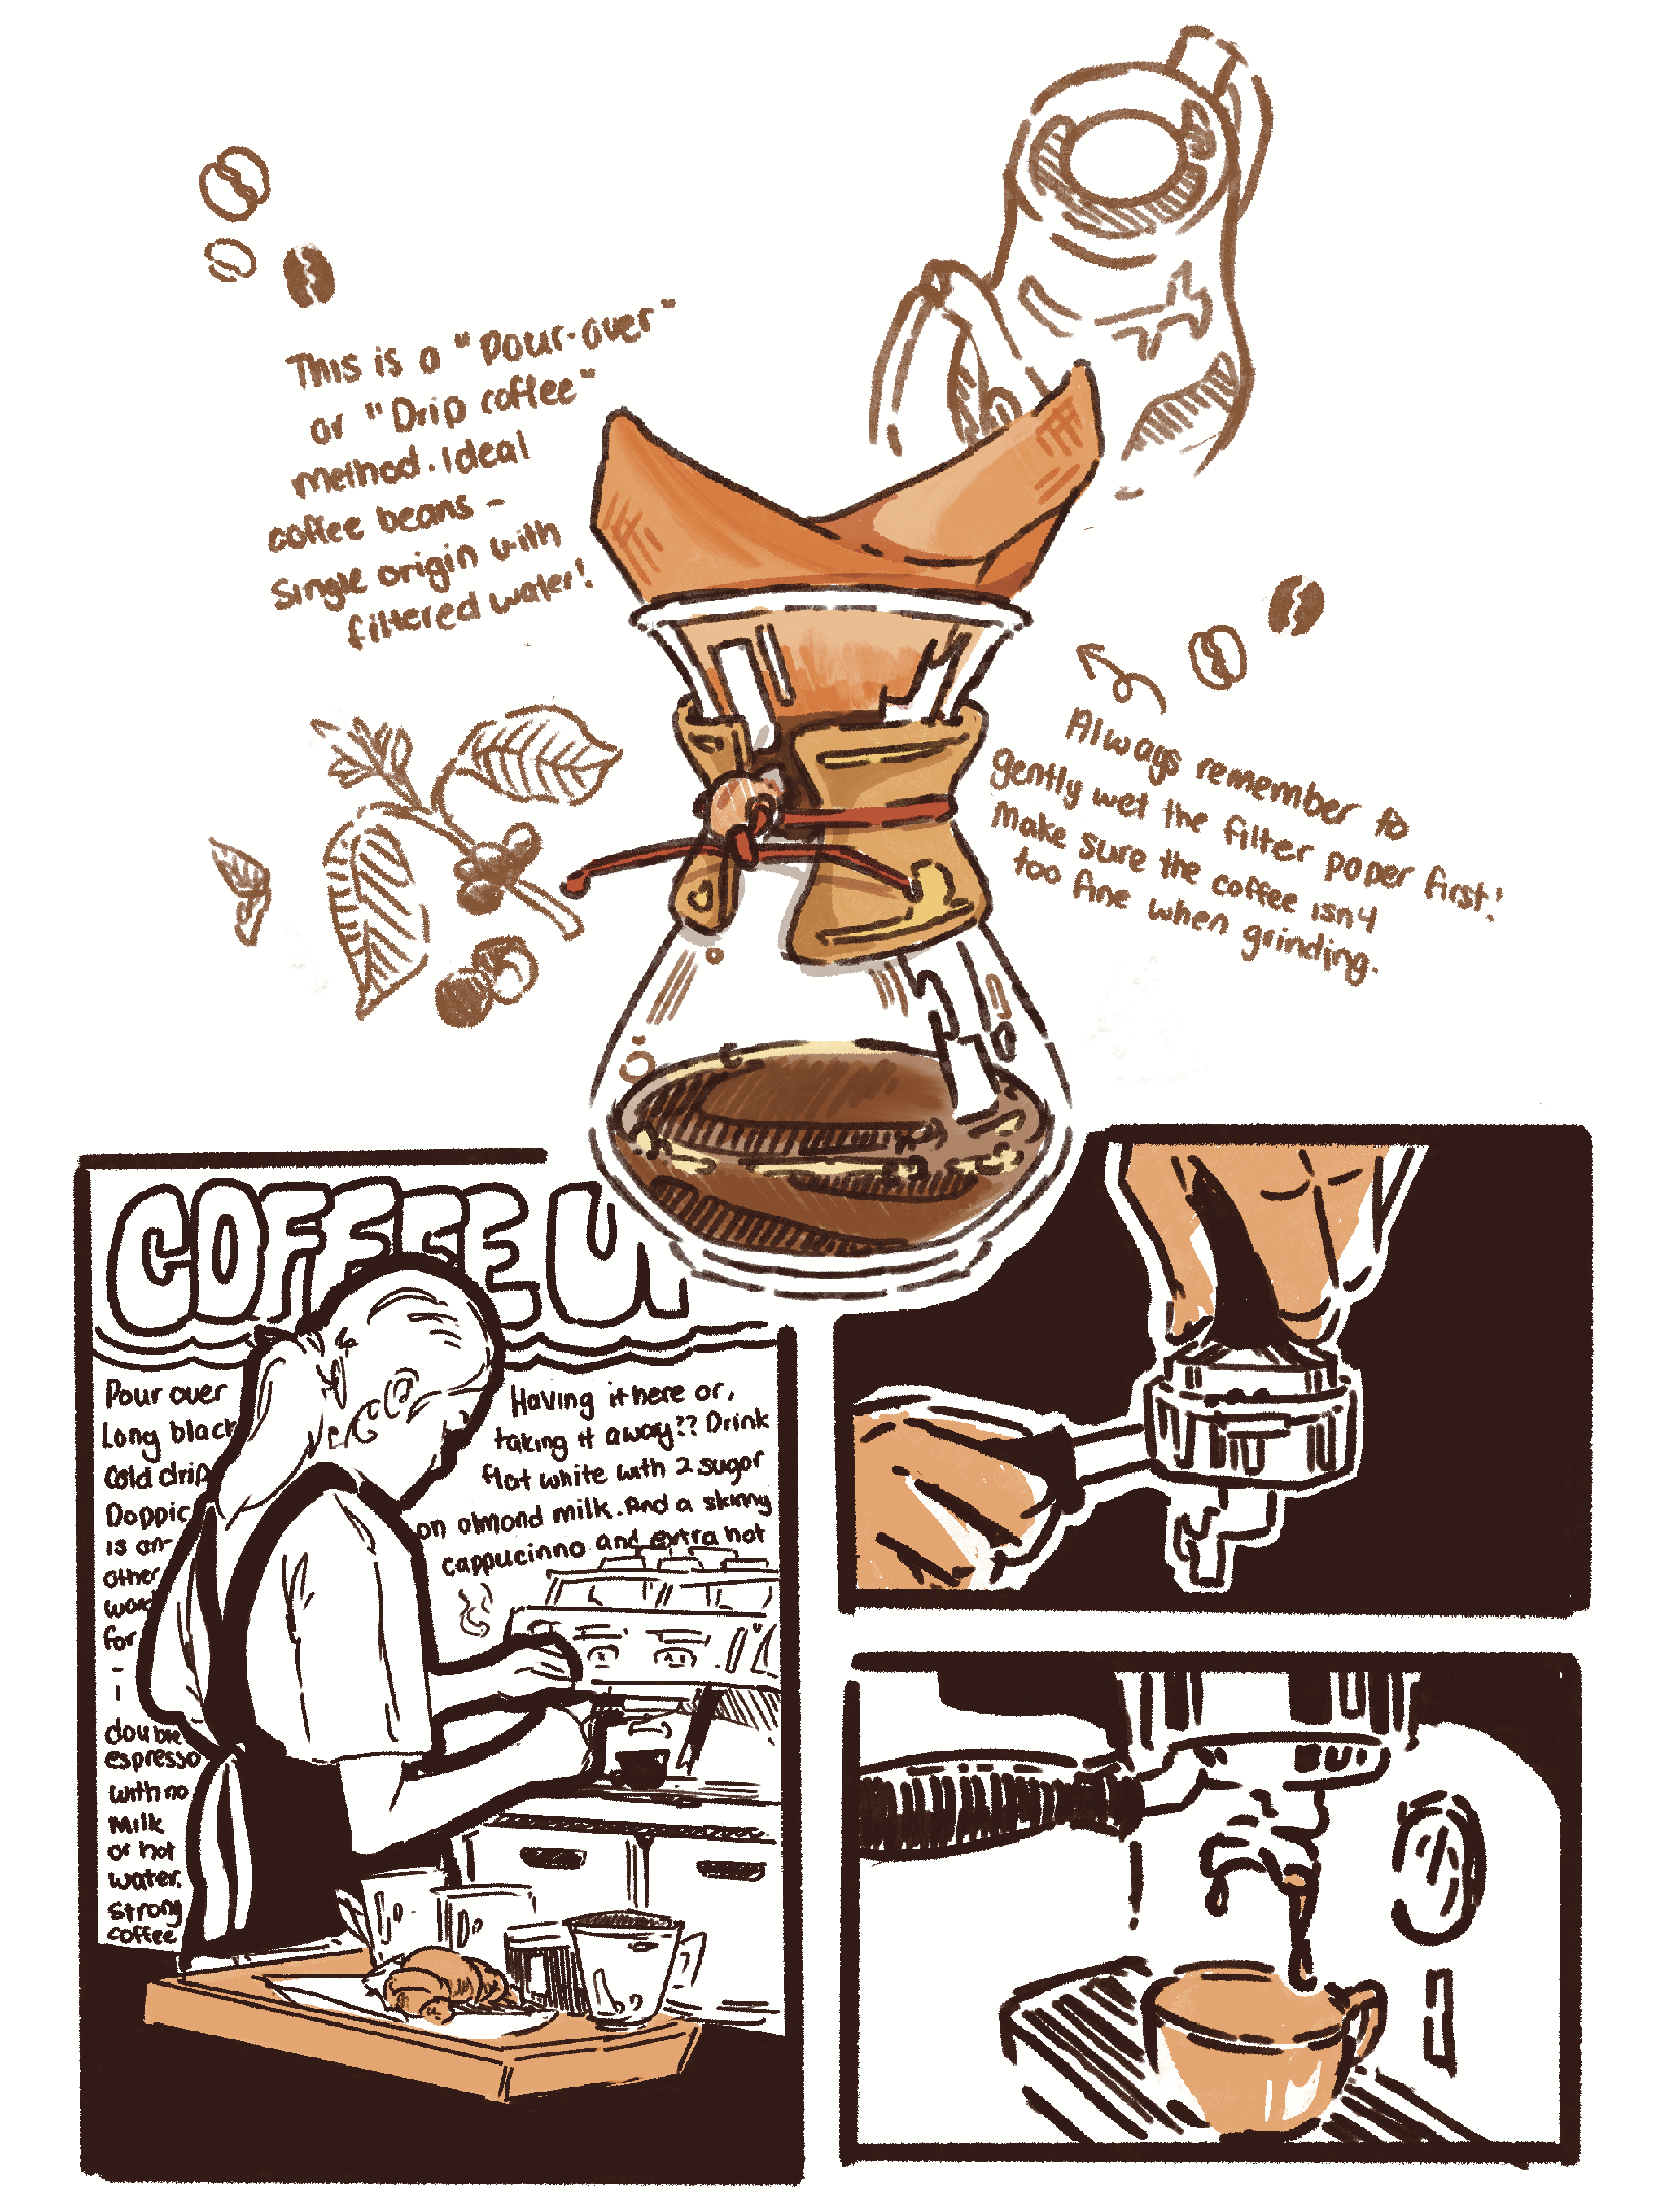 This is a "Pour-over"
or "Drip coffee"
method. Ideal
coffee beans -
single origin with
filtered water!
Always remember to
gently wet the filter paper first!
Make sure the coffee isn4
too fine when grinding.
COFFEE U
Pour over
Long black
Cold drip
Doppio
is an-
other
word
for
-
double
espresso
with no
milk
or hot
water.
strong
coffee
Having it here or,
taking it away?? Drink
flat white with 2 sugar
on almond milk. And a skinny
cappucinno and extra hot